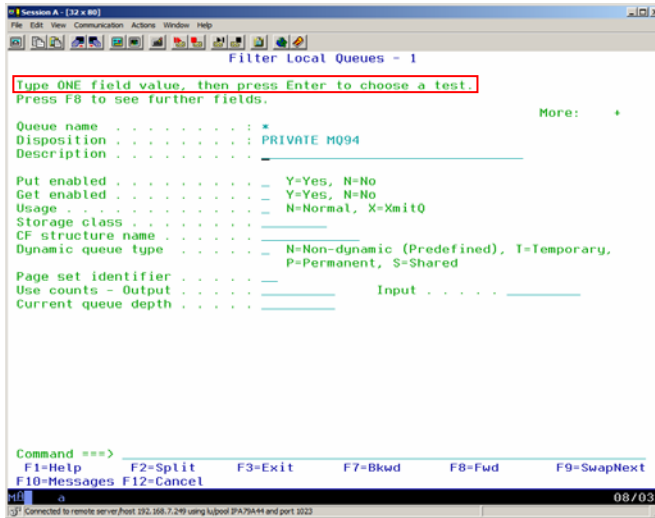 Session A - [32 x 80]
File Edit View Communication Actions Window Help
Filter Local Queues - 1
Type ONE field value, then press Enter to choose a test.
Press F8 to see further fields.
More: +
Queue name . . . . . . . . : *
Disposition . . . . . . . : PRIVATE MQ94
Description . . . . . . . .
Put enabled . . . . . . . . _ Y=Yes, N=No
Get enabled . . . . . . . . _ Y=Yes, N=No
Usage . . . . . . . . . . . _ N=Normal, X=XmitQ
Storage class . . . . . . .
CF structure name . . . . .
Dynamic queue type . . . . _ N=Non-dynamic (Predefined), T=Temporary,
P=Permanent, S=Shared
Page set identifier . . . . .
Use counts - Output . . . . . Input . . . . .
Current queue depth . . . . .
Command ===>
F1=Help F2=Split F3=Exit F7=Bkwd F8=Fwd F9=SwapNext
F10=Messages F12=Cancel
a 08/03
Connected to remote server/host 192.168.7.249 using lu/pool IPA79A44 and port 1023